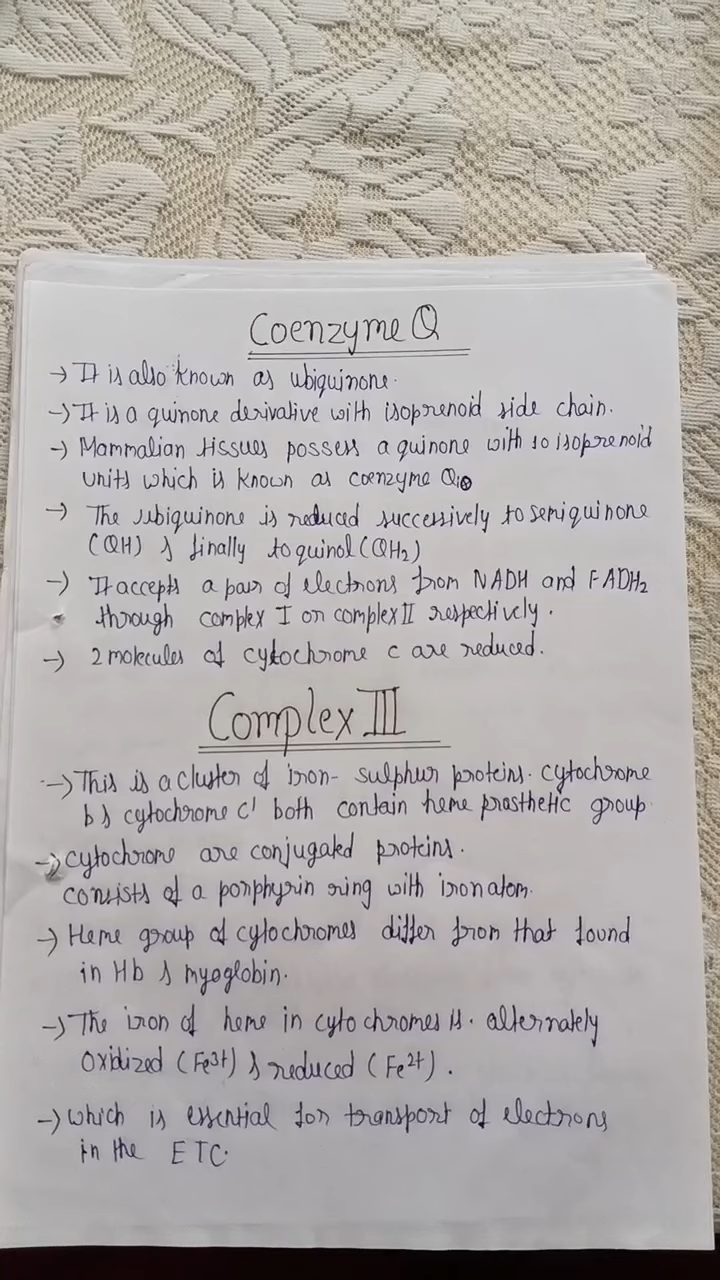 Coenzyme Q
→ It is also known as ubiquinone.
→ It is a quinone derivative with isoprenoid side chain.
→ Mammalian tissues possess a quinone with 10 isoprenoid
units which is known as coenzyme Q₁₀
→ The ubiquinone is reduced successively to semiquinone
(QH) & finally to quinol (QH₂)
→ It accepts a pair of electrons from NADH and FADH₂
through complex I or complex II respectively.
→ 2 molecules of cytochrome c are reduced.
Complex III
→ This is a cluster of iron-sulphur proteins. cytochrome
b & cytochrome c' both contain heme prosthetic group
→ cytochrome are conjugated proteins.
consists of a porphyrin ring with iron atom.
→ Heme group of cytochromes differ from that found
in Hb & myoglobin.
→ The iron of heme in cytochromes is. alternately
oxidized (Fe³⁺) & reduced (Fe²⁺).
→ which is essential for transport of electrons
in the ETC.